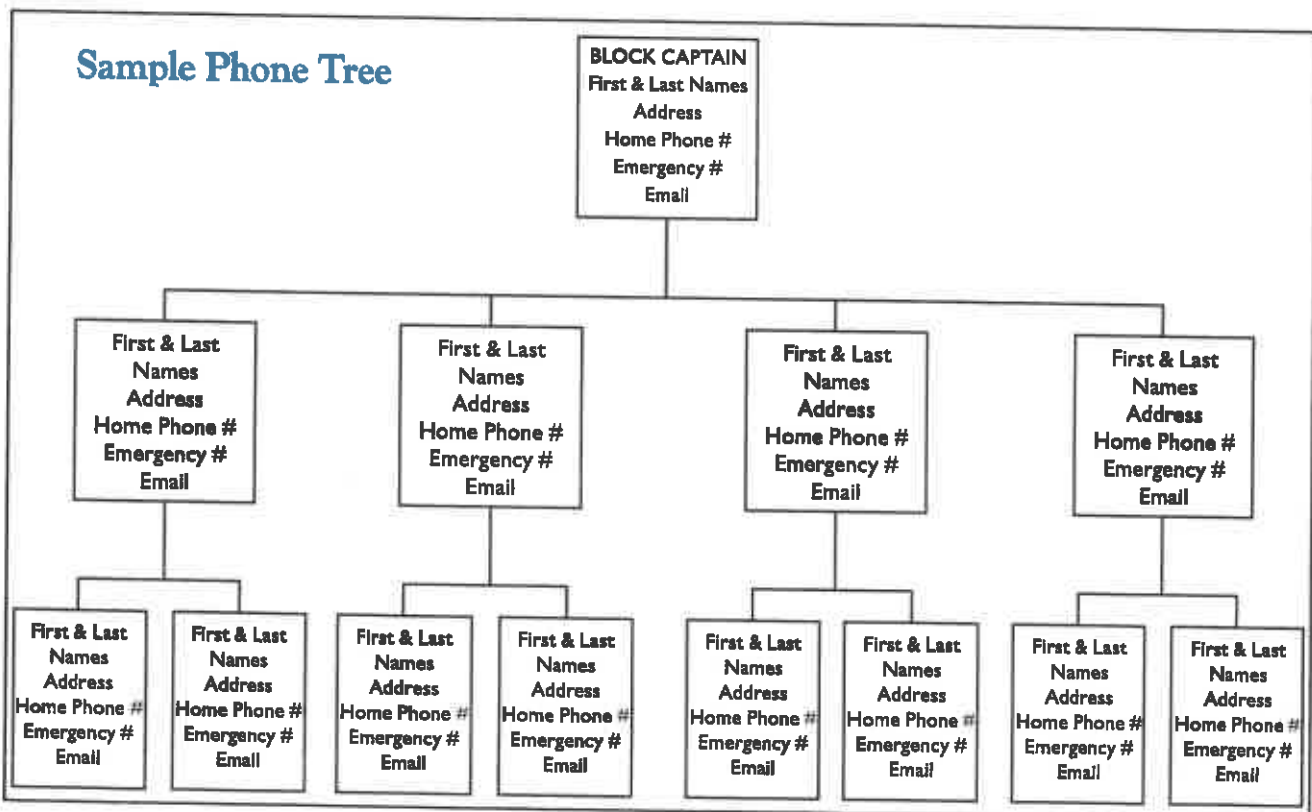 Sample Phone Tree
BLOCK CAPTAIN
First & Last Names
Address
Home Phone #
Emergency #
Email
First & Last
Names
Address
Home Phone #
Emergency #
Email
First & Last
Names
Address
Home Phone #
Emergency #
Email
First & Last
Names
Address
Home Phone #
Emergency #
Email
First & Last
Names
Address
Home Phone #
Emergency #
Email
First & Last
Names
Address
Home Phone #
Emergency #
Email
First & Last
Names
Address
Home Phone #
Emergency #
Email
First & Last
Names
Address
Home Phone #
Emergency #
Email
First & Last
Names
Address
Home Phone #
Emergency #
Email
First & Last
Names
Address
Home Phone #
Emergency #
Email
First & Last
Names
Address
Home Phone #
Emergency #
Email
First & Last
Names
Address
Home Phone #
Emergency #
Email
First & Last
Names
Address
Home Phone #
Emergency #
Email